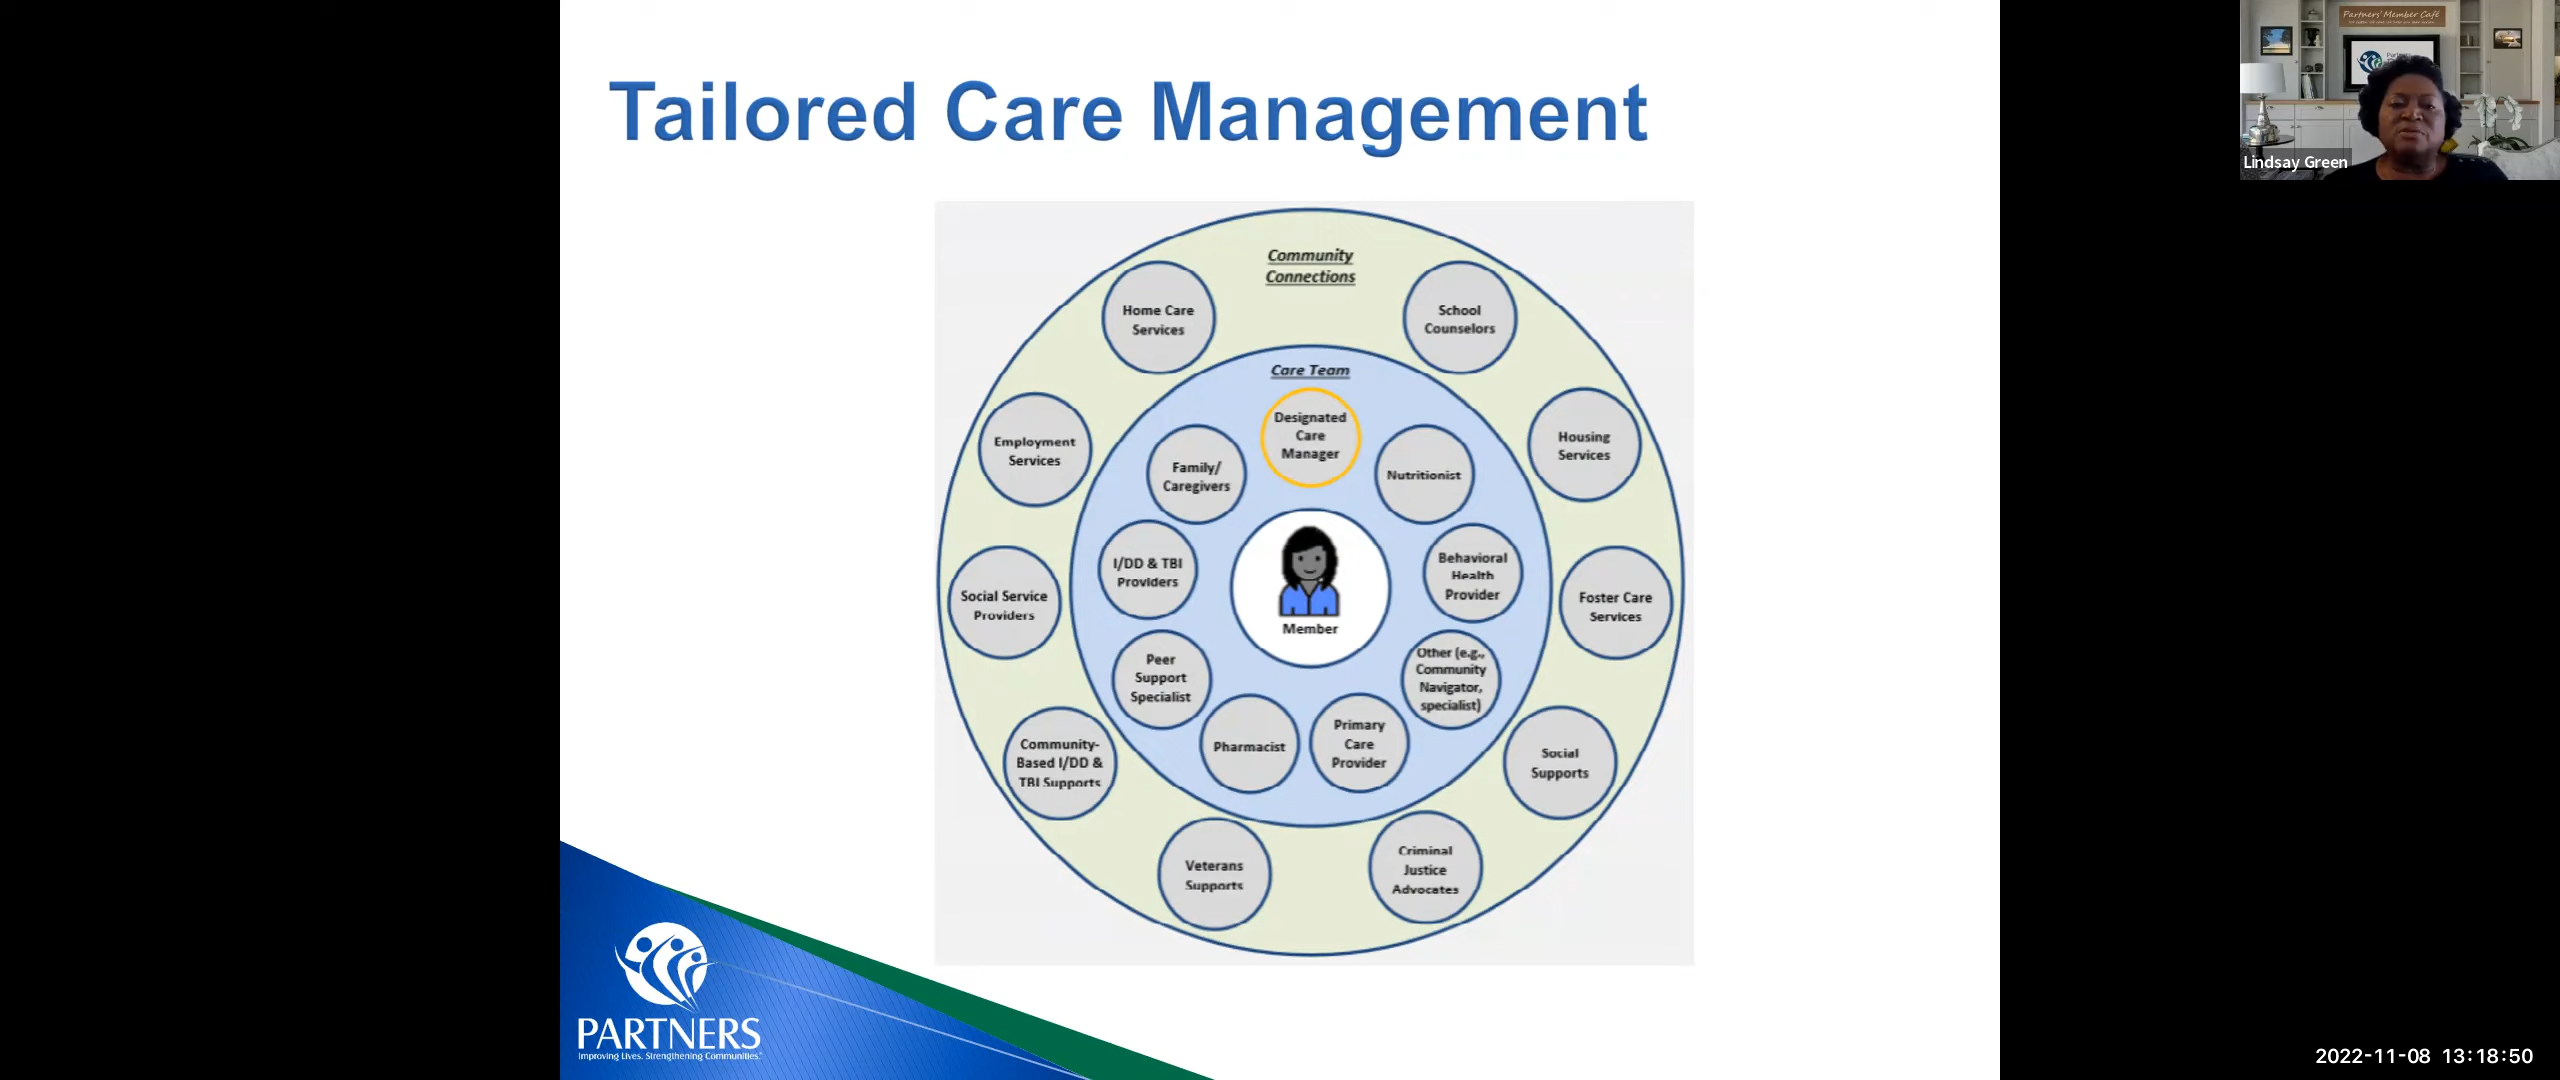 Tailored Care Management
Community
Connections
Home Care
Services
School
Counselors
Care Team
Designated
Care
Manager
Employment
Services
Housing
Services
Family/
Caregivers
Nutritionist
I/DD & TBI
Providers
Behavioral
Health
Provider
Member
Social Service
Providers
Foster Care
Services
Peer
Support
Specialist
Other (e.g.,
Community
Navigator,
specialist)
Pharmacist
Primary
Care
Provider
Community-
Based I/DD &
TBI Supports
Social
Supports
Veterans
Supports
Criminal
Justice
Advocates
PARTNERS
Improving Lives. Strengthening Communities.
Partners' Member Café
Lindsay Green
2022-11-08 13:18:50